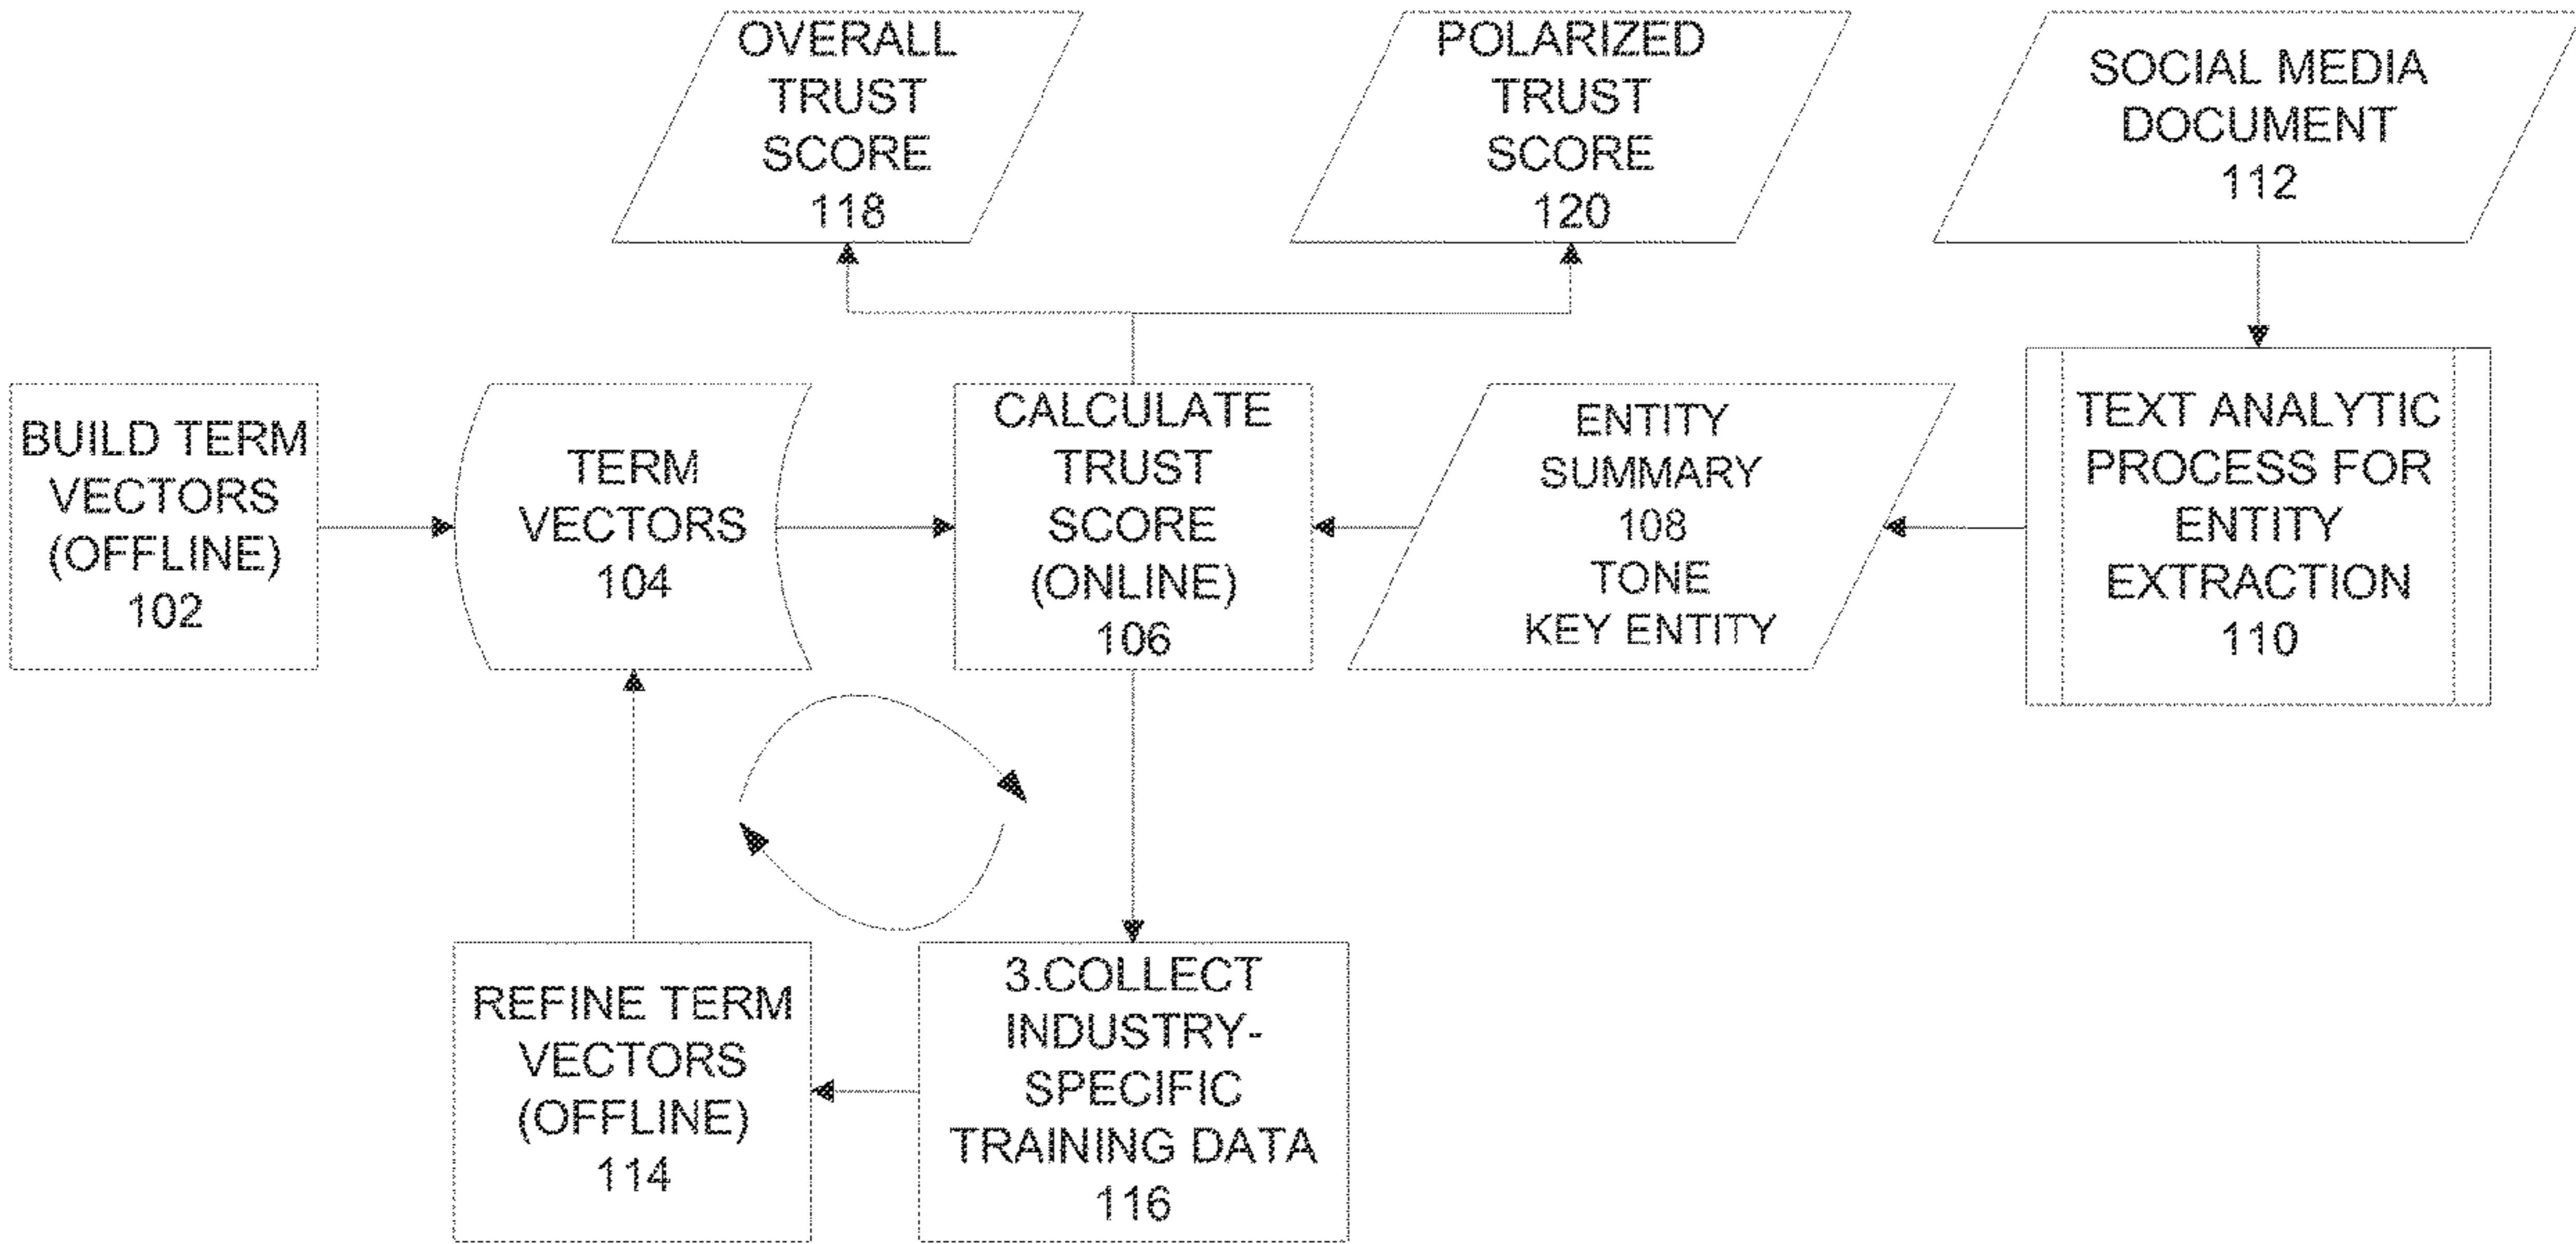 OVERALL
TRUST
SCORE
118
POLARIZED
TRUST
SCORE
120
SOCIAL MEDIA
DOCUMENT
112
BUILD TERM
VECTORS
(OFFLINE)
102
TERM
VECTORS
104
CALCULATE
TRUST
SCORE
(ONLINE)
106
ENTITY
SUMMARY
108
TONE
KEY ENTITY
TEXT ANALYTIC
PROCESS FOR
ENTITY
EXTRACTION
110
REFINE TERM
VECTORS
(OFFLINE)
114
3.COLLECT
INDUSTRY-
SPECIFIC
TRAINING DATA
116